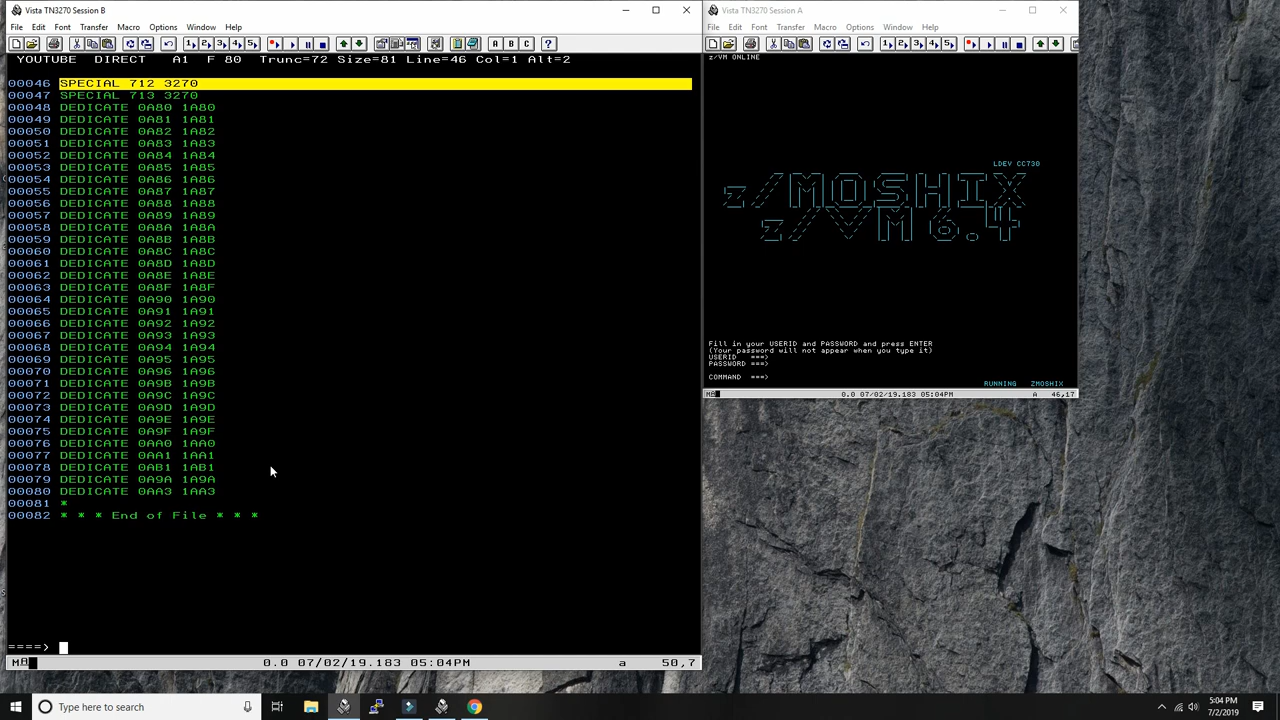 Vista TN3270 Session B
File Edit Font Transfer Macro Options Window Help
1 2 3 4 5 A B C ?
YOUTUBE DIRECT A1 F 80 Trunc=72 Size=81 Line=46 Col=1 Alt=2
00046 SPECIAL 712 3270
00047 SPECIAL 713 3270
00048 DEDICATE 0A80 1A80
00049 DEDICATE 0A81 1A81
00050 DEDICATE 0A82 1A82
00051 DEDICATE 0A83 1A83
00052 DEDICATE 0A84 1A84
00053 DEDICATE 0A85 1A85
00054 DEDICATE 0A86 1A86
00055 DEDICATE 0A87 1A87
00056 DEDICATE 0A88 1A88
00057 DEDICATE 0A89 1A89
00058 DEDICATE 0A8A 1A8A
00059 DEDICATE 0A8B 1A8B
00060 DEDICATE 0A8C 1A8C
00061 DEDICATE 0A8D 1A8D
00062 DEDICATE 0A8E 1A8E
00063 DEDICATE 0A8F 1A8F
00064 DEDICATE 0A90 1A90
00065 DEDICATE 0A91 1A91
00066 DEDICATE 0A92 1A92
00067 DEDICATE 0A93 1A93
00068 DEDICATE 0A94 1A94
00069 DEDICATE 0A95 1A95
00070 DEDICATE 0A96 1A96
00071 DEDICATE 0A9B 1A9B
00072 DEDICATE 0A9C 1A9C
00073 DEDICATE 0A9D 1A9D
00074 DEDICATE 0A9E 1A9E
00075 DEDICATE 0A9F 1A9F
00076 DEDICATE 0AA0 1AA0
00077 DEDICATE 0AA1 1AA1
00078 DEDICATE 0AB1 1AB1
00079 DEDICATE 0A9A 1A9A
00080 DEDICATE 0AA3 1AA3
00081 *
00082 * * * End of File * * *
====>
0.0 07/02/19.183 05:04PM a 50,7
Vista TN3270 Session A
File Edit Font Transfer Macro Options Window Help
1 2 3 4 5
z/VM ONLINE
LDEV CC730
z/MOSHIX
z/VM 6.4
Fill in your USERID and PASSWORD and press ENTER
(Your password will not appear when you type it)
USERID ===>
PASSWORD ===>
COMMAND ===>
RUNNING ZMOSHIX
0.0 07/02/19.183 05:04PM A 46,17
Type here to search
5:04 PM
7/2/2019